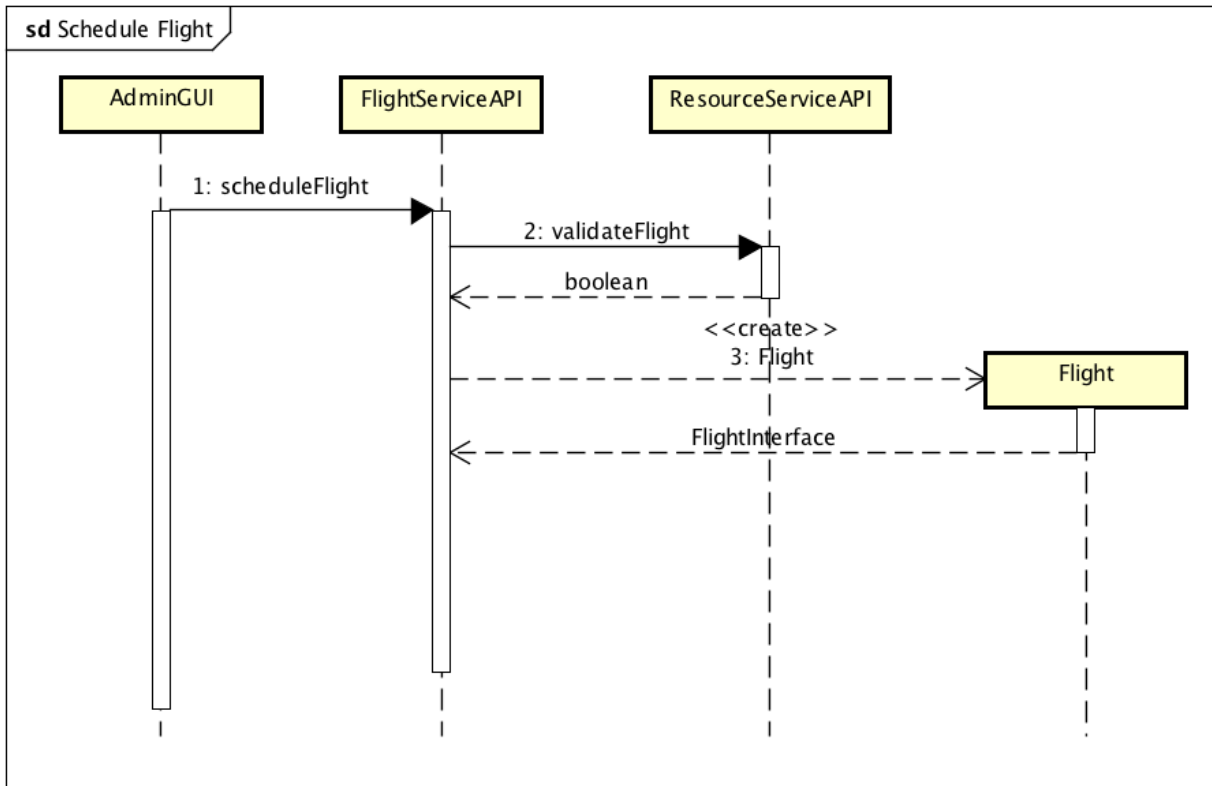 sd Schedule Flight
AdminGUI
FlightServiceAPI
ResourceServiceAPI
1: scheduleFlight
2: validateFlight
boolean
<<create>>
3: Flight
Flight
FlightInterface